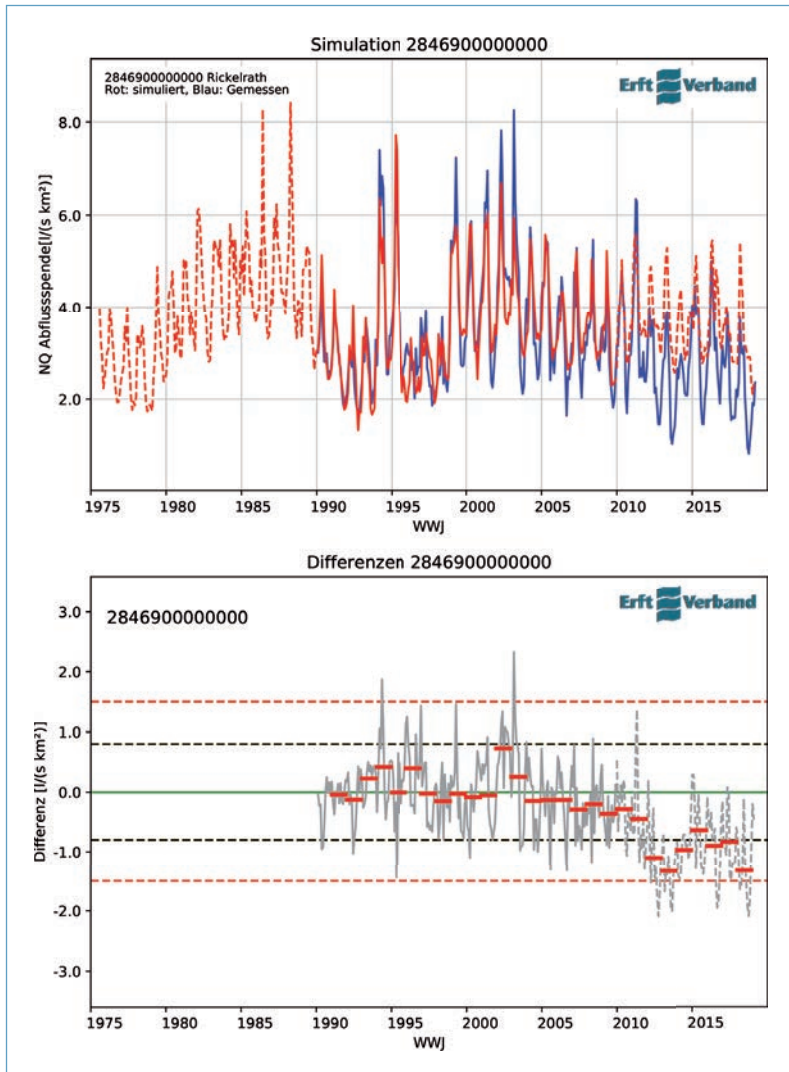 Simulation 2846900000000
2846900000000 Rickelrath
Rot: simuliert, Blau: Gemessen
Erft Verband
NQ Abflussspende[l/(s km²)]
8.0
6.0
4.0
2.0
1975 1980 1985 1990 1995 2000 2005 2010 2015
WWJ
Differenzen 2846900000000
2846900000000
Erft Verband
Differenz [l/(s km²)]
3.0
2.0
1.0
0.0
-1.0
-2.0
-3.0
1975 1980 1985 1990 1995 2000 2005 2010 2015
WWJ